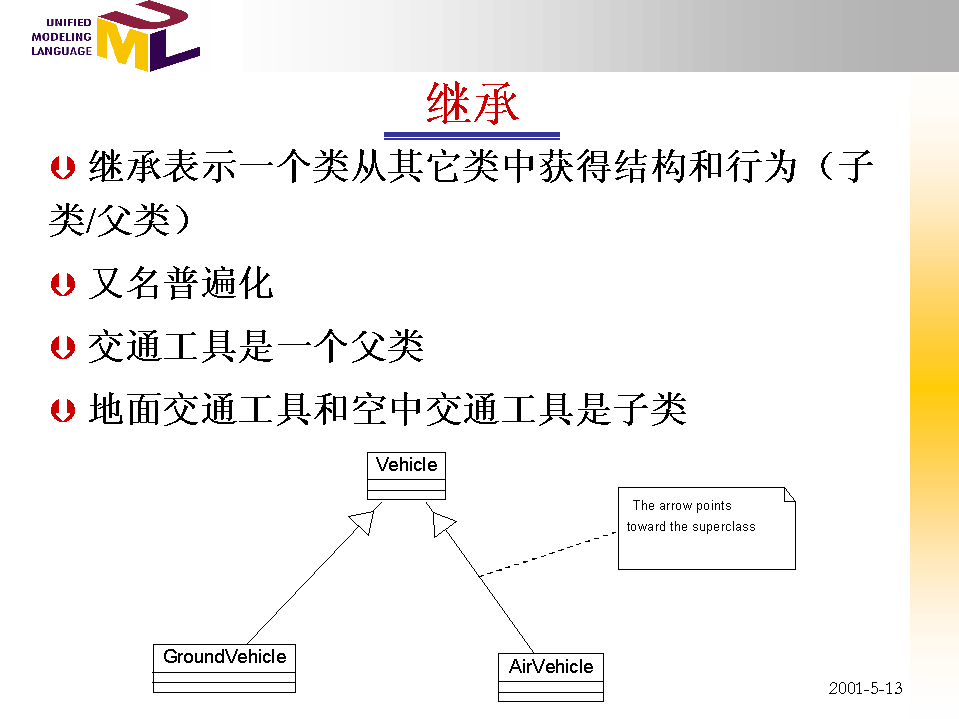 UNIFIED
MODELING
LANGUAGE
UML
继承
继承表示一个类从其它类中获得结构和行为（子
类/父类）
又名普遍化
交通工具是一个父类
地面交通工具和空中交通工具是子类
Vehicle
The arrow points
toward the superclass
GroundVehicle
AirVehicle
2001-5-13